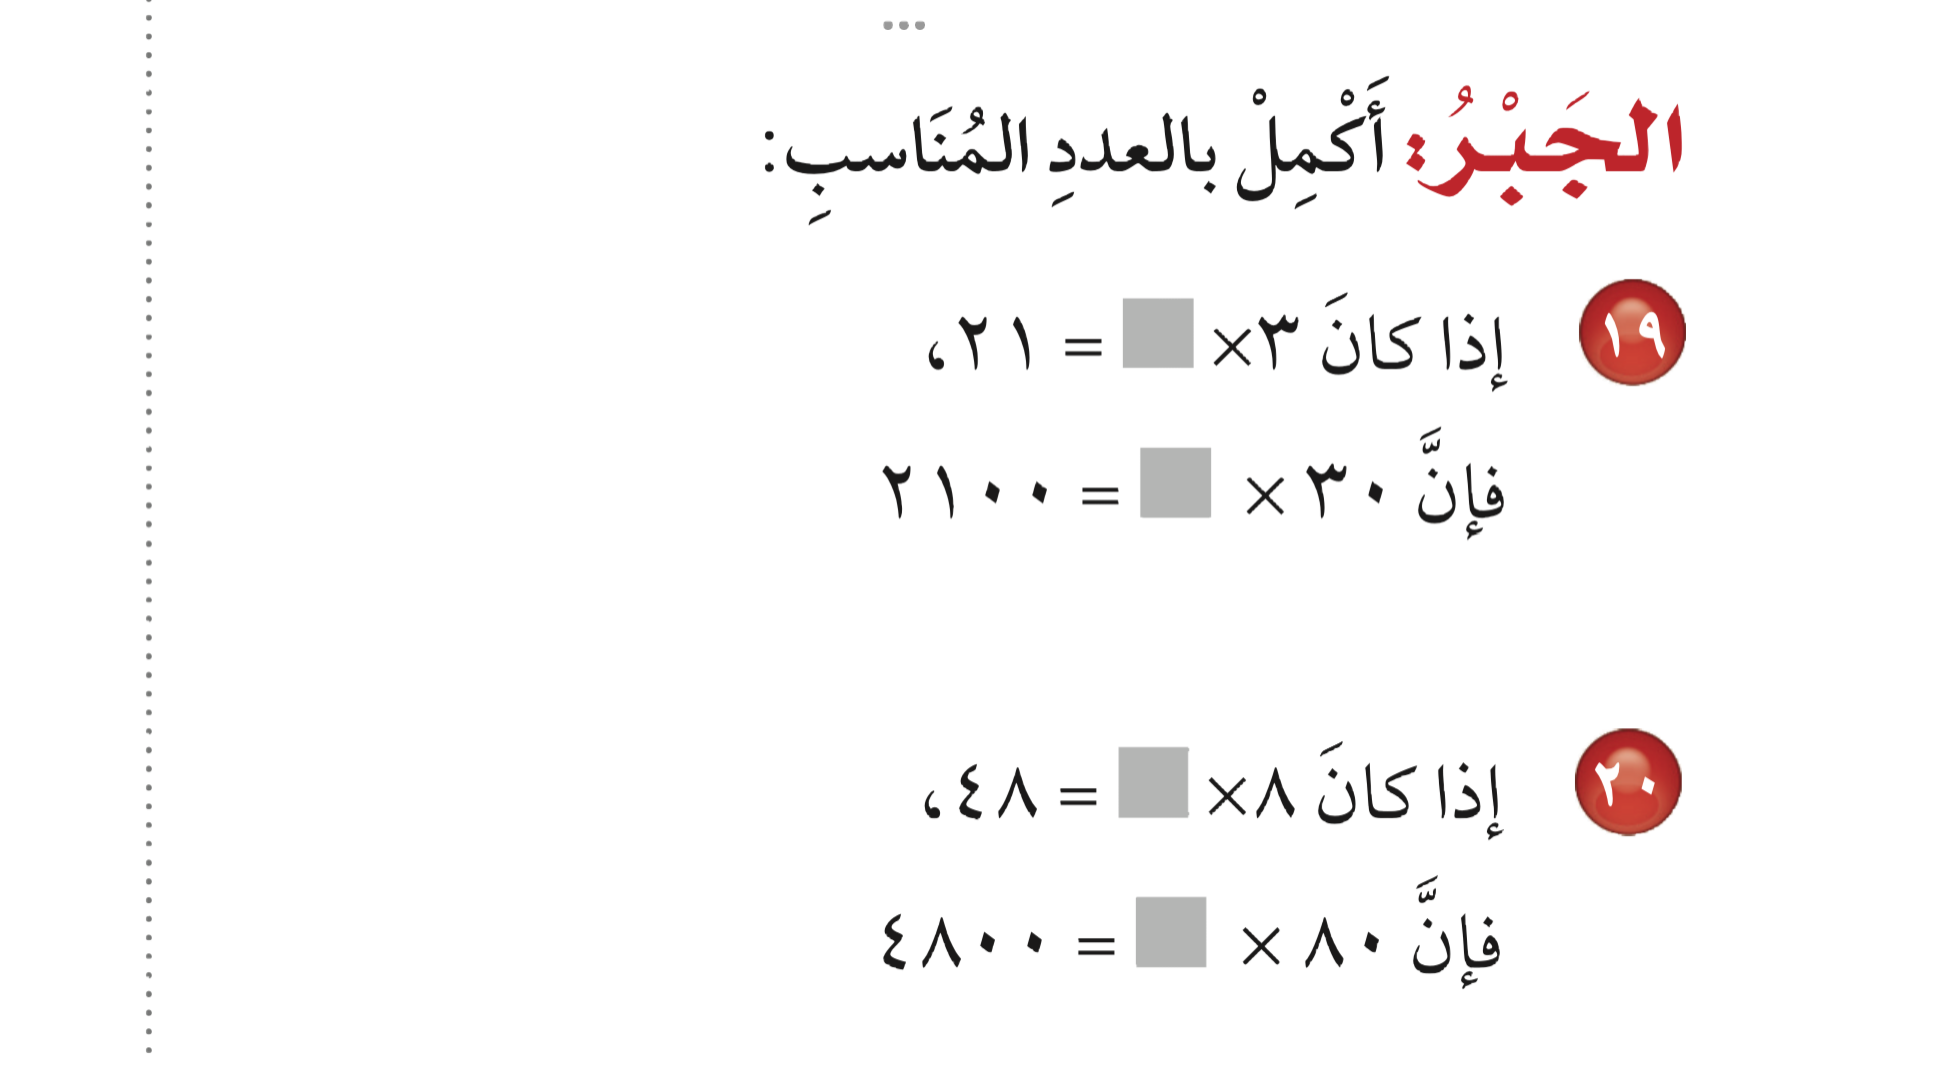 ...
الجَبْرُ: أَكْمِلْ بالعددِ المُنَاسبِ:
١٩ إذا كانَ ٣× = ٢١،
فإنَّ ٣٠ × = ٢١٠٠
٢٠ إذا كانَ ٨× = ٤٨،
فإنَّ ٨٠ × = ٤٨٠٠